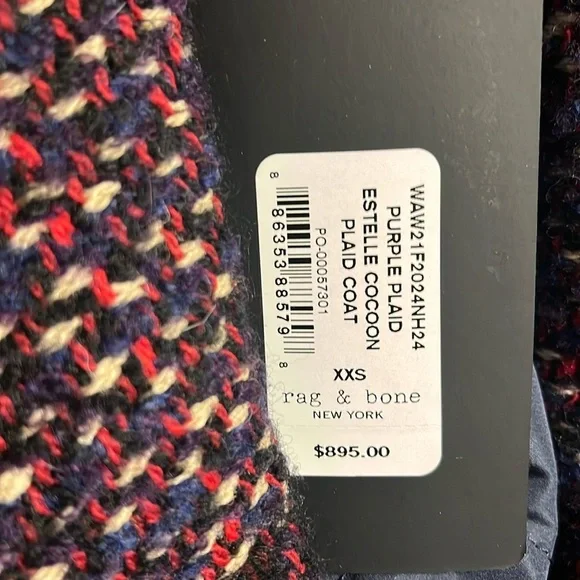 WAW21F2024NH24
PURPLE PLAID
ESTELLE COCOON
PLAID COAT
PO-00057301
8 86353 88579 8
XXS
rag & bone
NEW YORK
$895.00